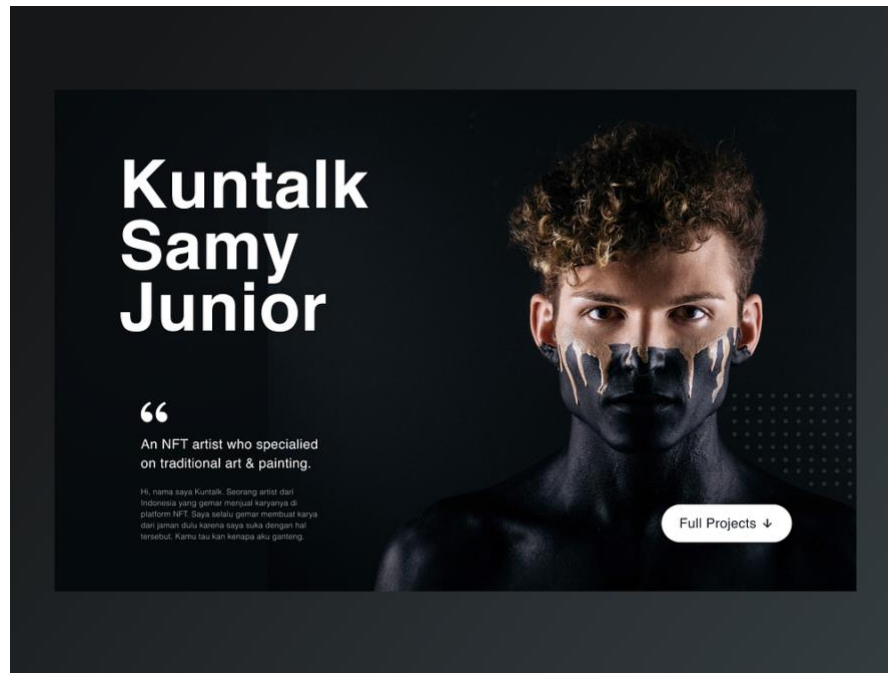 Kuntalk
Samy
Junior
“
An NFT artist who specialied
on traditional art & painting.
Hi, nama saya Kuntalk. Seorang artist dari
Indonesia yang gemar menjual karyanya di
platform NFT. Saya selalu gemar membuat karya
dari jaman dulu karena saya suka dengan hal
tersebut. Kamu tau kan kenapa aku ganteng.
Full Projects ↓